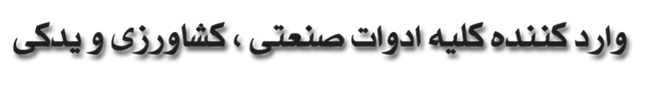 وارد کننده کلیه ادوات صنعتی ، کشاورزی و یدکی